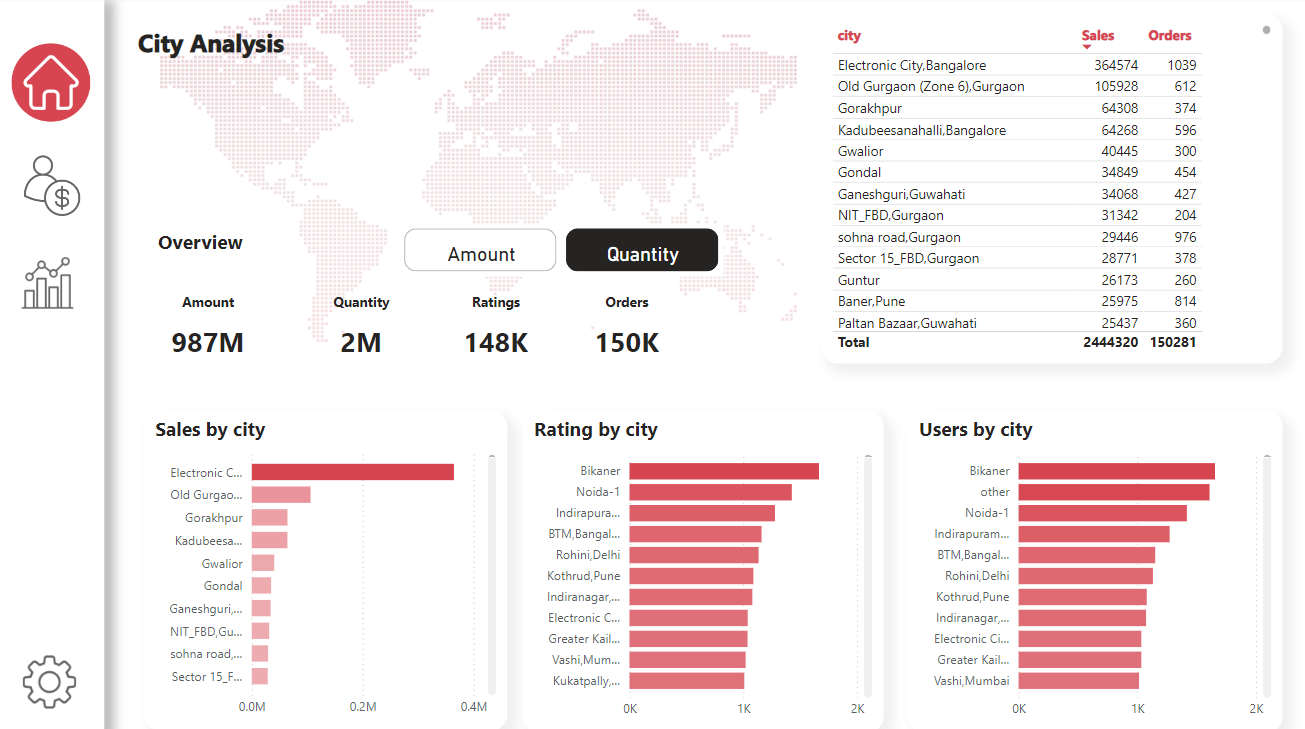 City Analysis
Overview
Amount
Quantity
Amount Quantity Ratings Orders
987M 2M 148K 150K
city Sales Orders
Electronic City,Bangalore 364574 1039
Old Gurgaon (Zone 6),Gurgaon 105928 612
Gorakhpur 64308 374
Kadubeesanahalli,Bangalore 64268 596
Gwalior 40445 300
Gondal 34849 454
Ganeshguri,Guwahati 34068 427
NIT_FBD,Gurgaon 31342 204
sohna road,Gurgaon 29446 976
Sector 15_FBD,Gurgaon 28771 378
Guntur 26173 260
Baner,Pune 25975 814
Paltan Bazaar,Guwahati 25437 360
Total 2444320 150281
$
Sales by city
Electronic C...
Old Gurgao...
Gorakhpur
Kadubeesa...
Gwalior
Gondal
Ganeshguri,...
NIT_FBD,Gu...
sohna road,...
Sector 15_F...
0.0M 0.2M 0.4M
Rating by city
Bikaner
Noida-1
Indirapura...
BTM,Bangal...
Rohini,Delhi
Kothrud,Pune
Indiranagar,...
Electronic C...
Greater Kail...
Vashi,Mum...
Kukatpally,...
0K 1K 2K
Users by city
Bikaner
other
Noida-1
Indirapuram...
BTM,Bangal...
Rohini,Delhi
Kothrud,Pune
Indiranagar,...
Electronic Ci...
Greater Kail...
Vashi,Mumbai
0K 1K 2K